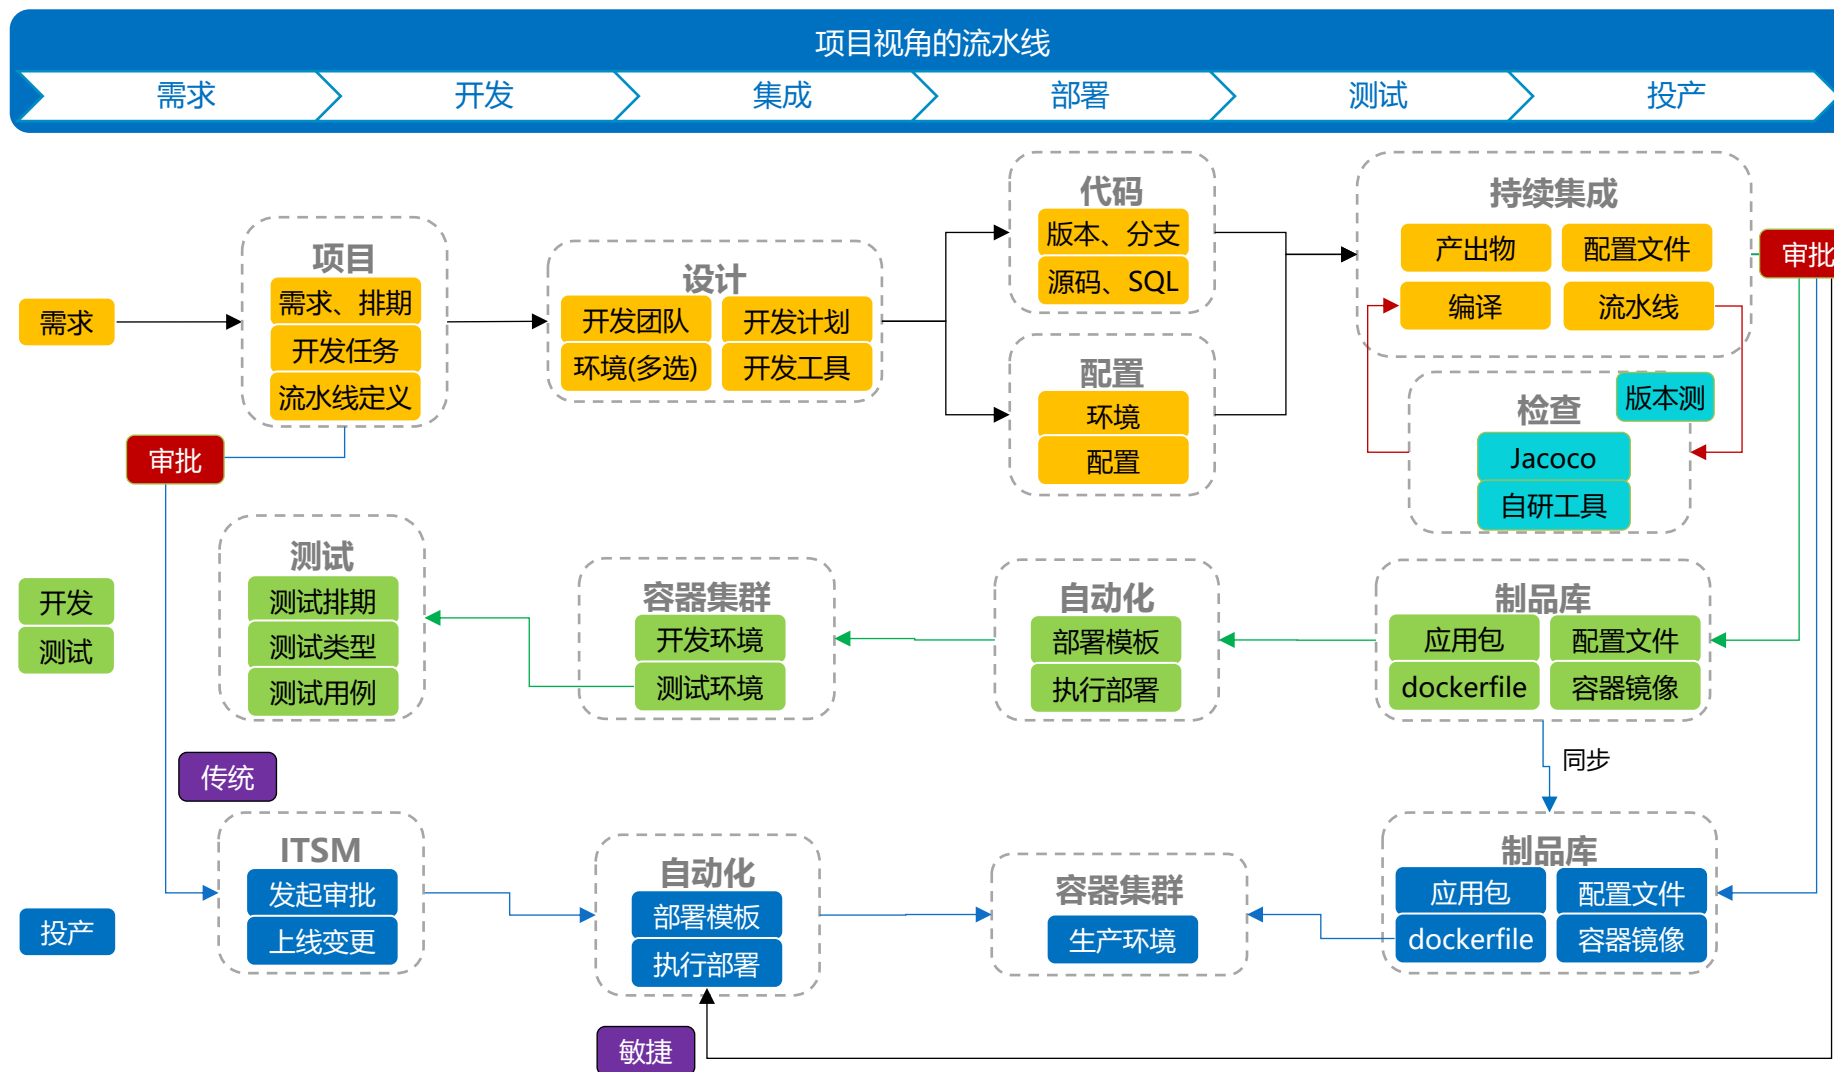 项目视角的流水线
需求
开发
集成
部署
测试
投产
需求
项目
需求、排期
开发任务
流水线定义
设计
开发团队
开发计划
环境(多选)
开发工具
代码
版本、分支
源码、SQL
配置
环境
配置
持续集成
产出物
配置文件
编译
流水线
审批
检查
版本测
Jacoco
自研工具
审批
开发
测试
测试
测试排期
测试类型
测试用例
容器集群
开发环境
测试环境
自动化
部署模板
执行部署
制品库
应用包
配置文件
dockerfile
容器镜像
同步
传统
投产
ITSM
发起审批
上线变更
自动化
部署模板
执行部署
容器集群
生产环境
制品库
应用包
配置文件
dockerfile
容器镜像
敏捷